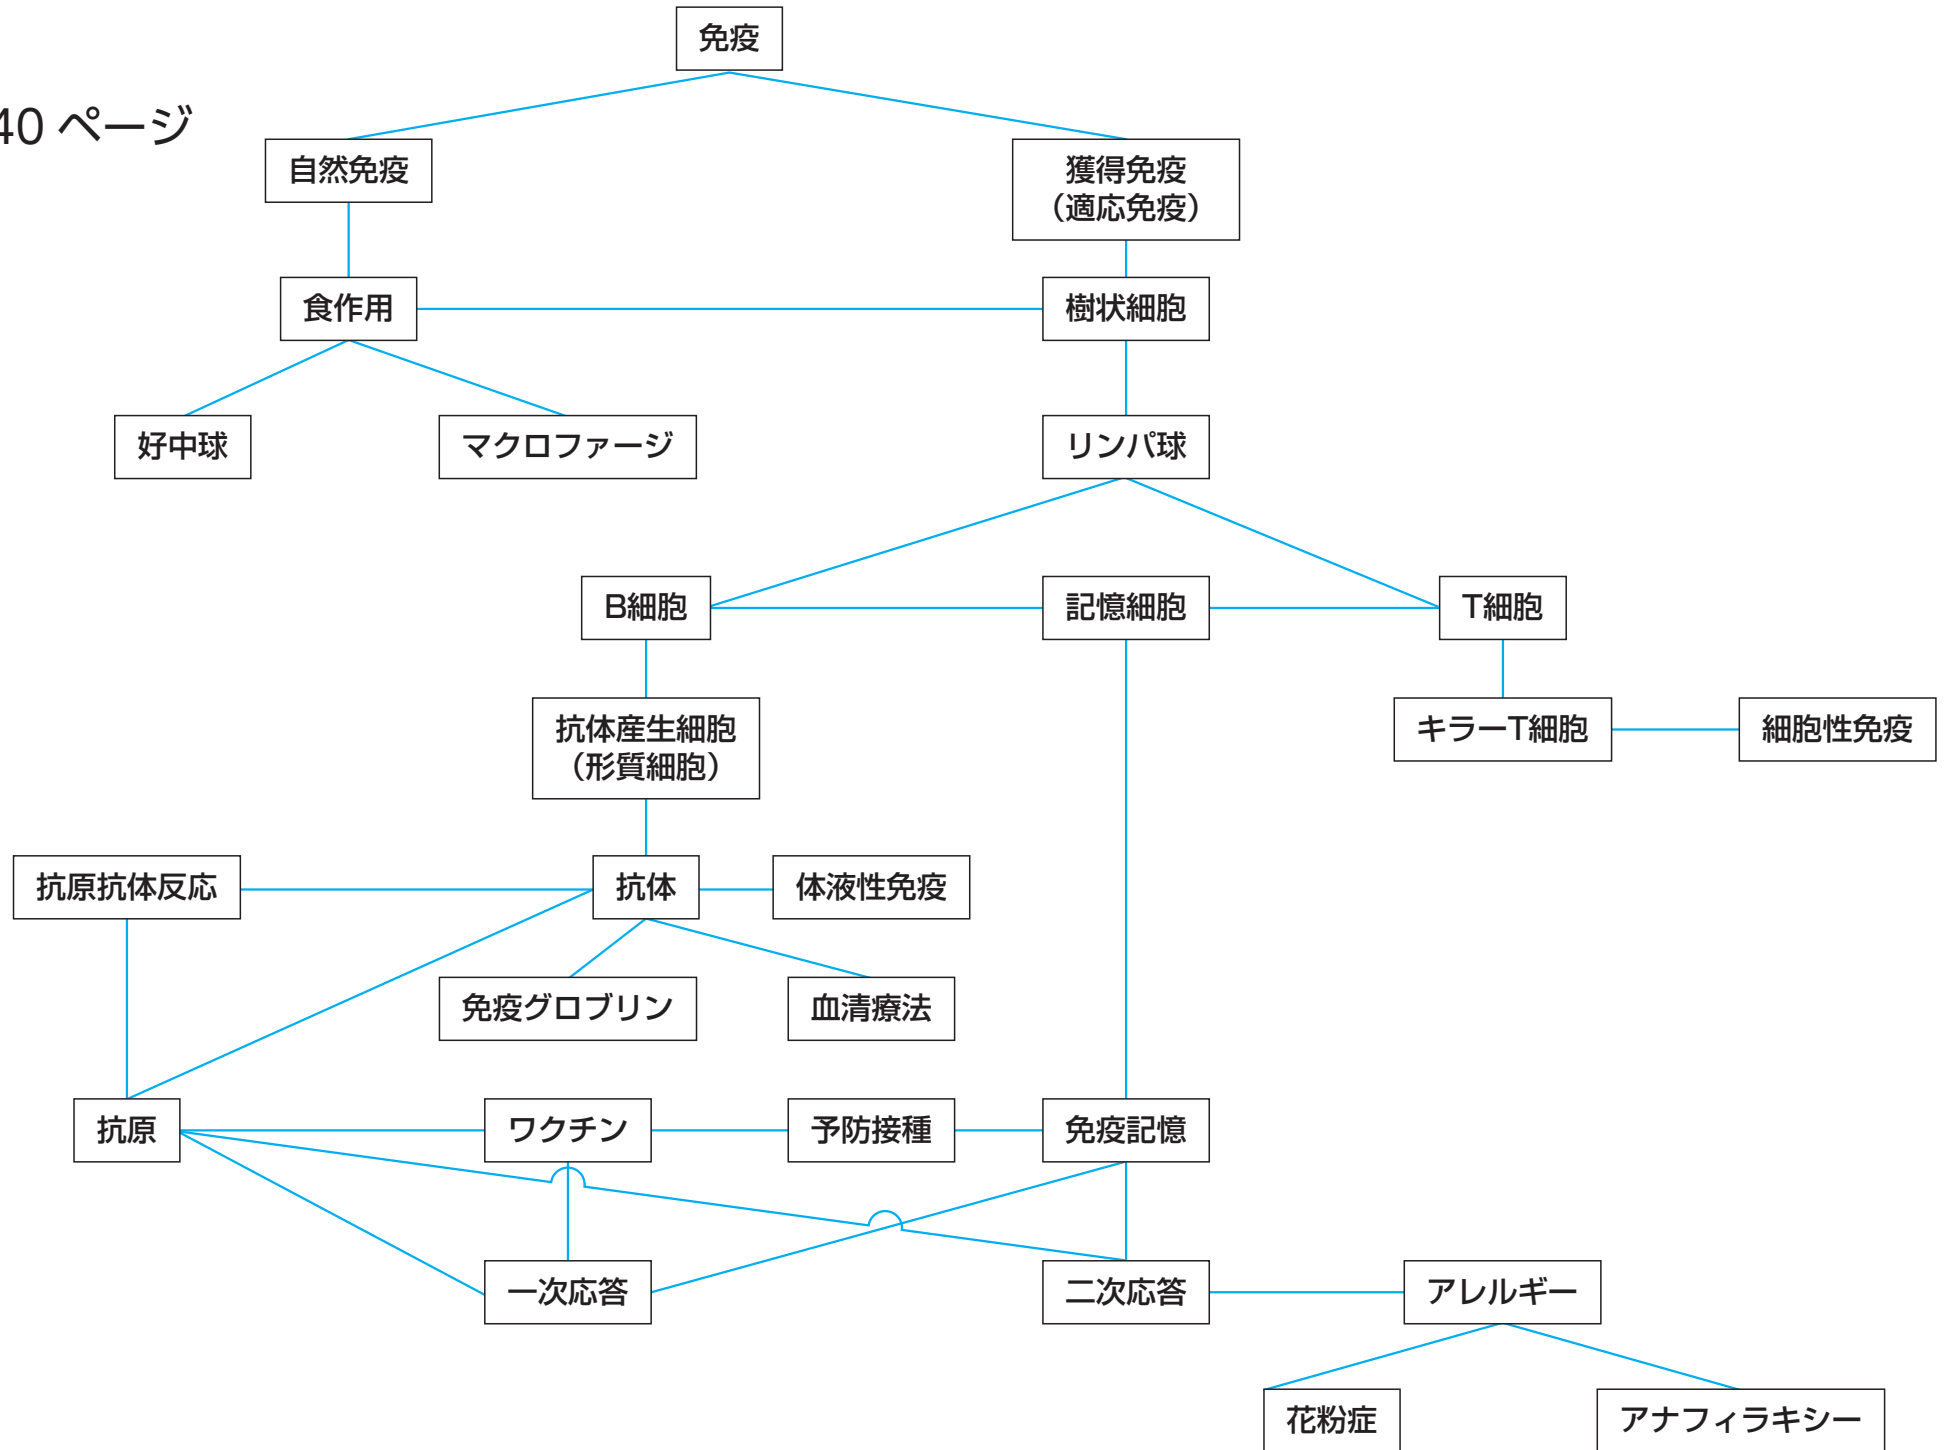 免疫
40 ページ
自然免疫
獲得免疫
（適応免疫）
食作用
樹状細胞
好中球
マクロファージ
リンパ球
B細胞
記憶細胞
T細胞
抗体産生細胞
（形質細胞）
キラーT細胞
細胞性免疫
抗原抗体反応
抗体
体液性免疫
免疫グロブリン
血清療法
抗原
ワクチン
予防接種
免疫記憶
一次応答
二次応答
アレルギー
花粉症
アナフィラキシー